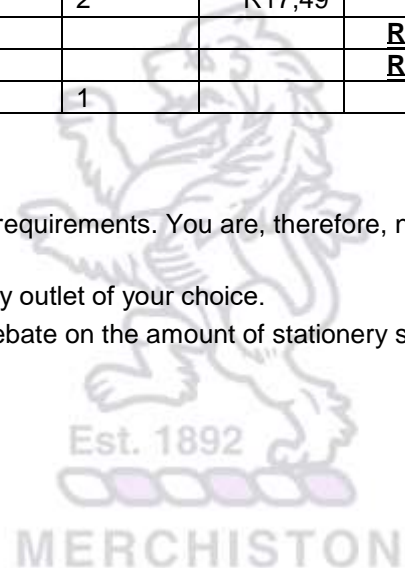 2 R17,49
R
R
1
requirements. You are, therefore, n
y outlet of your choice.
ebate on the amount of stationery s
Est. 1892
MERCHISTON